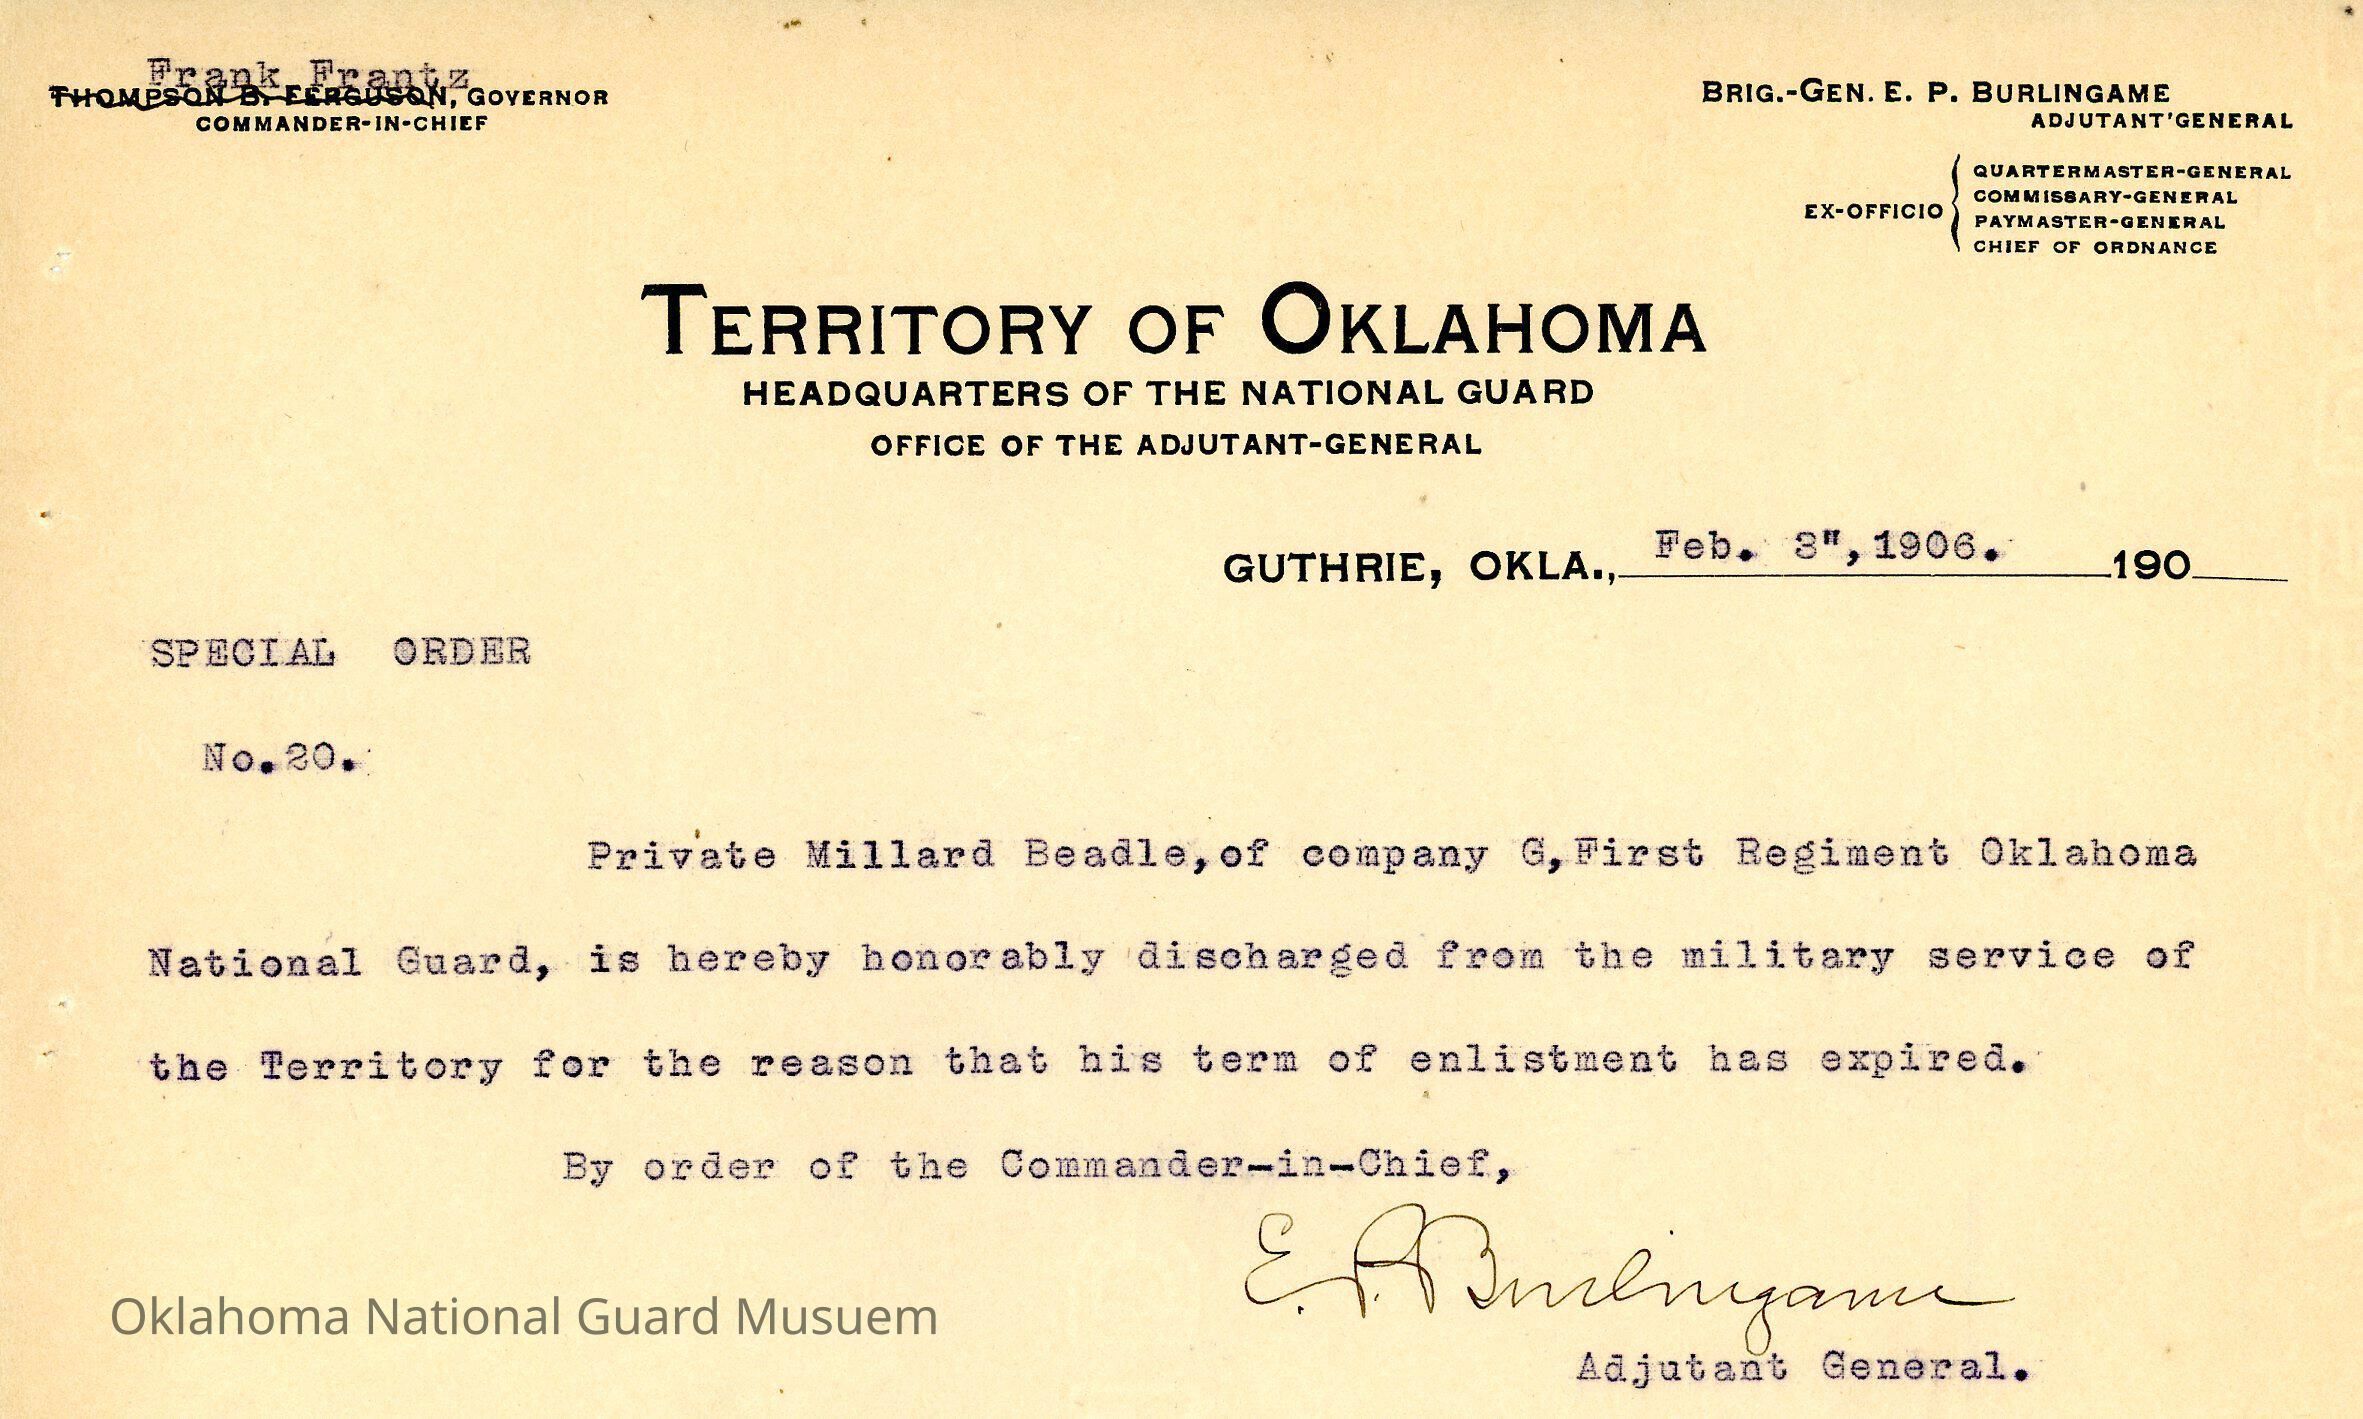 Frank Frantz
THOMPSON B. FERGUSON, GOVERNOR
COMMANDER-IN-CHIEF
BRIG.-GEN. E. P. BURLINGAME
ADJUTANT'GENERAL
EX-OFFICIO
QUARTERMASTER-GENERAL
COMMISSARY-GENERAL
PAYMASTER-GENERAL
CHIEF OF ORDNANCE
TERRITORY OF OKLAHOMA
HEADQUARTERS OF THE NATIONAL GUARD
OFFICE OF THE ADJUTANT-GENERAL
GUTHRIE, OKLA., Feb. 3", 1906. 190
SPECIAL ORDER
No.20.
Private Millard Beadle,of company G,First Regiment Oklahoma
National Guard, is hereby honorably discharged from the military service of
the Territory for the reason that his term of enlistment has expired.
By order of the Commander-in-Chief,
E. P. Burlingame
Adjutant General.
Oklahoma National Guard Musuem